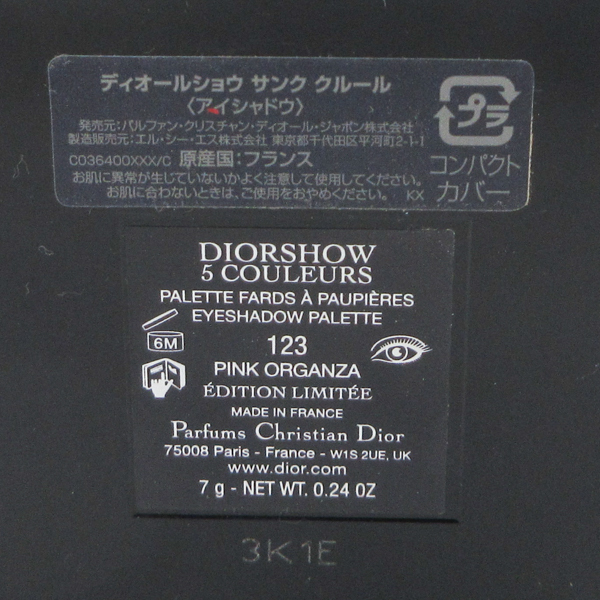 ディオールショウ サンク クルール
〈アイシャドウ〉
発売元：パルファン・クリスチャン・ディオール・ジャポン株式会社
製造販売元：エル・シー・エス株式会社 東京都千代田区平河町2-1-1
C036400XXX/C 原産国：フランス
お肌に異常が生じていないかよく注意して使用してください。
お肌に合わないときは、ご使用をおやめください。 KX
プラ
コンパクト
カバー
DIORSHOW
5 COULEURS
PALETTE FARDS À PAUPIÈRES
EYESHADOW PALETTE
6M
123
PINK ORGANZA
ÉDITION LIMITÉE
MADE IN FRANCE
Parfums Christian Dior
75008 Paris - France - W1S 2UE, UK
www.dior.com
7 g - NET WT. 0.24 OZ
3K1E